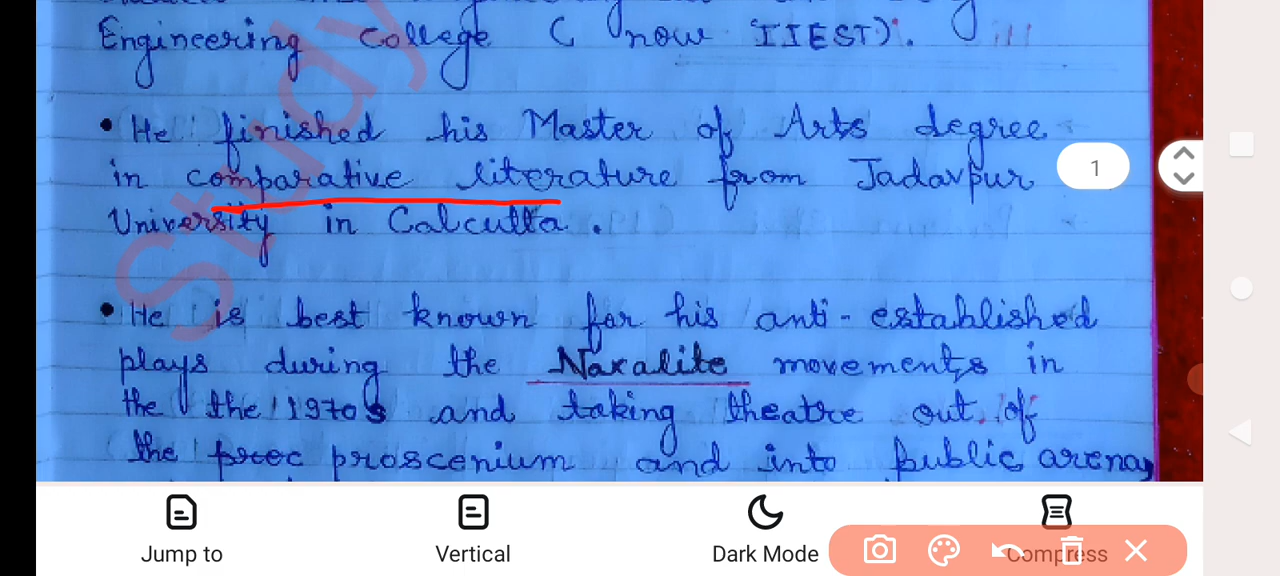 Engineering College ( now IIEST).
• He finished his Master of Arts degree
in comparative literature from Jadavpur
University in Calcutta.
• He is best known for his anti-established
plays during the Naxalite movements in
the the 1970s and taking theatre out of
the proscenium and into public arena,
Study
1
Jump to
Vertical
Dark Mode
Compress